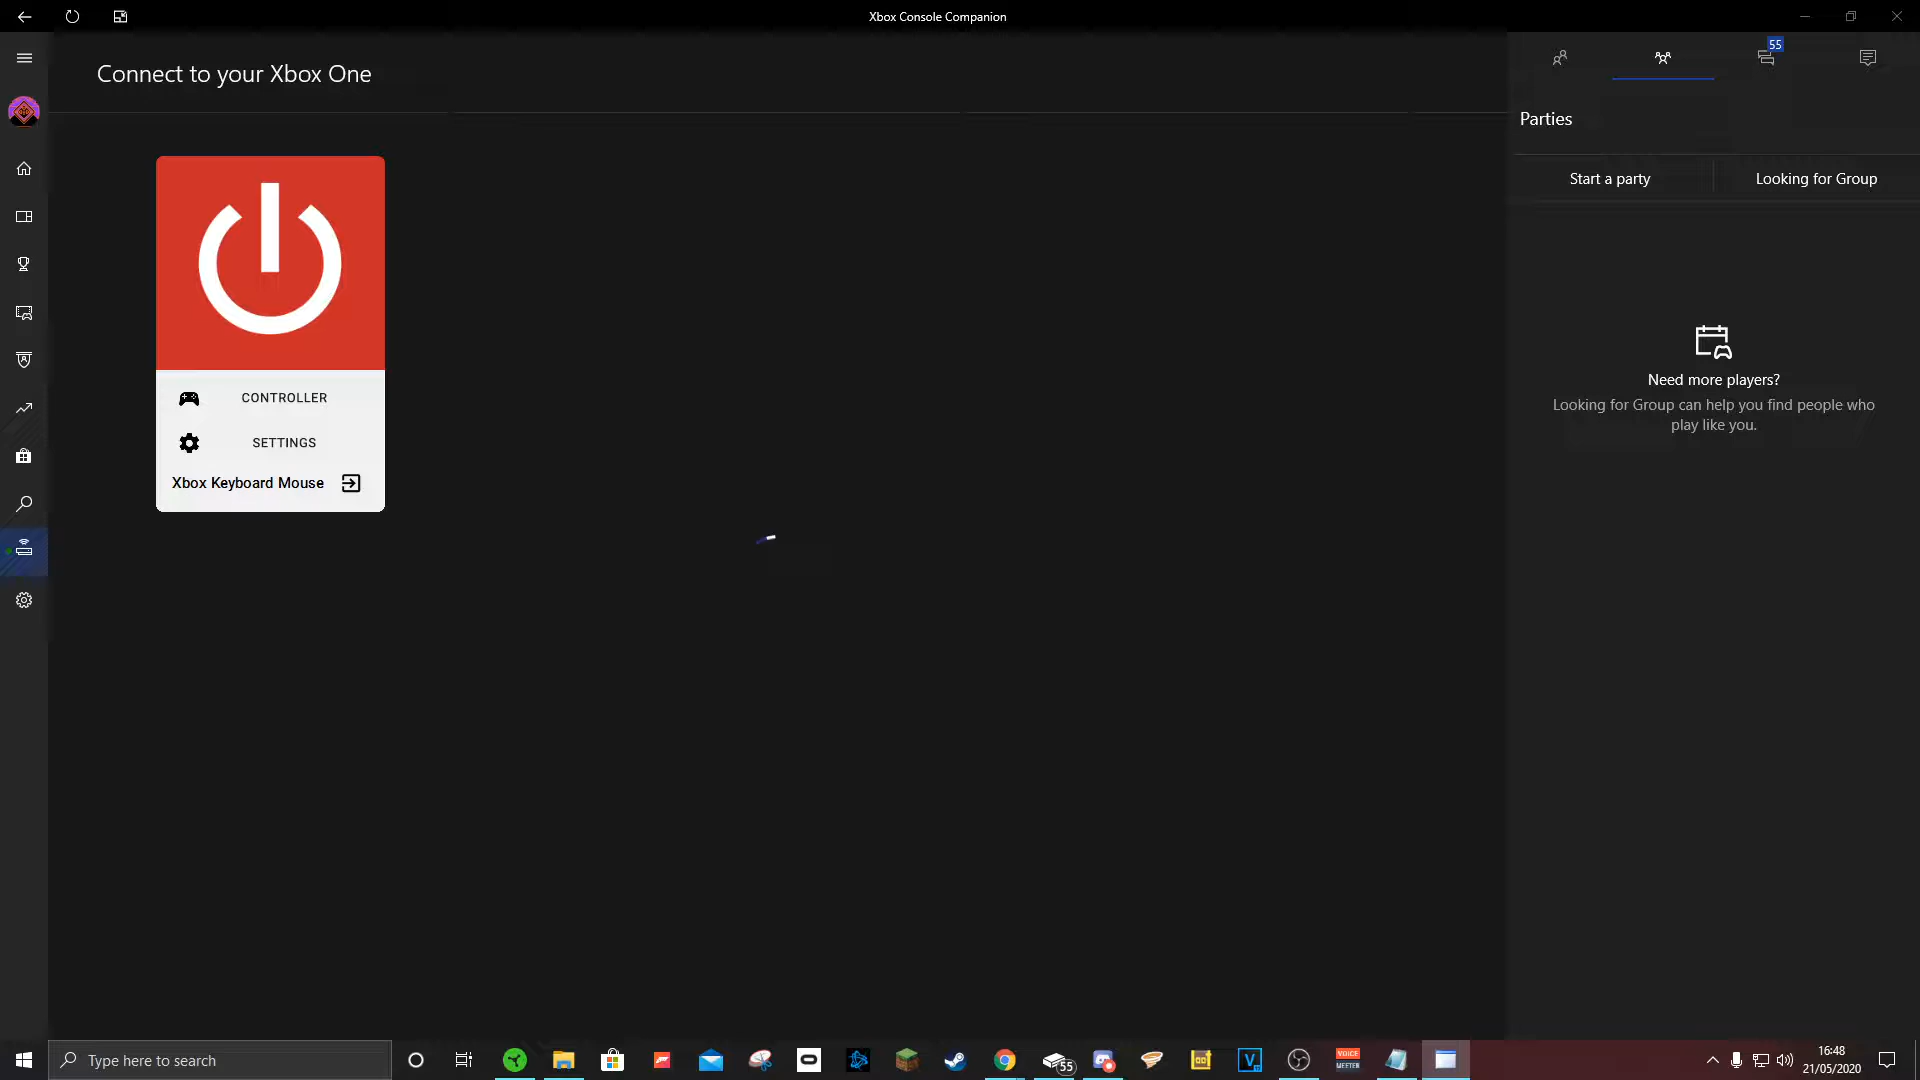 Xbox Console Companion
Connect to your Xbox One
55
Parties
Start a party
Looking for Group
CONTROLLER
SETTINGS
Xbox Keyboard Mouse
Need more players?
Looking for Group can help you find people who
play like you.
Type here to search
55
VOICE
MEETER
16:48
21/05/2020